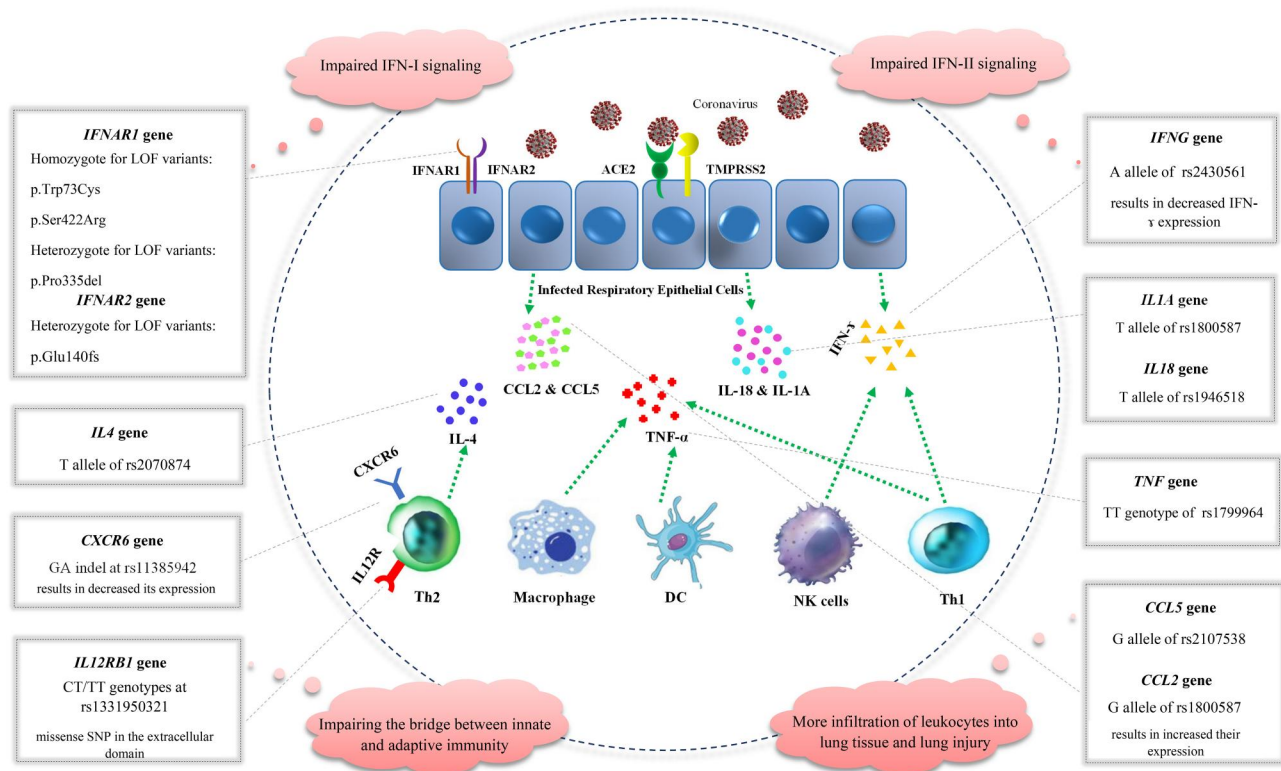 Impaired IFN-I signaling
Impaired IFN-II signaling
IFNAR1 gene
Homozygote for LOF variants:
p.Trp73Cys
p.Ser422Arg
Heterozygote for LOF variants:
p.Pro335del
IFNAR2 gene
Heterozygote for LOF variants:
p.Glu140fs
IL4 gene
T allele of rs2070874
CXCR6 gene
GA indel at rs11385942
results in decreased its expression
IL12RB1 gene
CT/TT genotypes at
rs1331950321
missense SNP in the extracellular
domain
Coronavirus
IFNAR1
IFNAR2
ACE2
TMPRSS2
Infected Respiratory Epithelial Cells
CCL2 & CCL5
IL-18 & IL-1A
IFN-ɤ
IL-4
TNF-α
CXCR6
IL12R
Th2
Macrophage
DC
NK cells
Th1
Impairing the bridge between innate
and adaptive immunity
More infiltration of leukocytes into
lung tissue and lung injury
IFNG gene
A allele of rs2430561
results in decreased IFN-
ɤ expression
IL1A gene
T allele of rs1800587
IL18 gene
T allele of rs1946518
TNF gene
TT genotype of rs1799964
CCL5 gene
G allele of rs2107538
CCL2 gene
G allele of rs1800587
results in increased their
expression